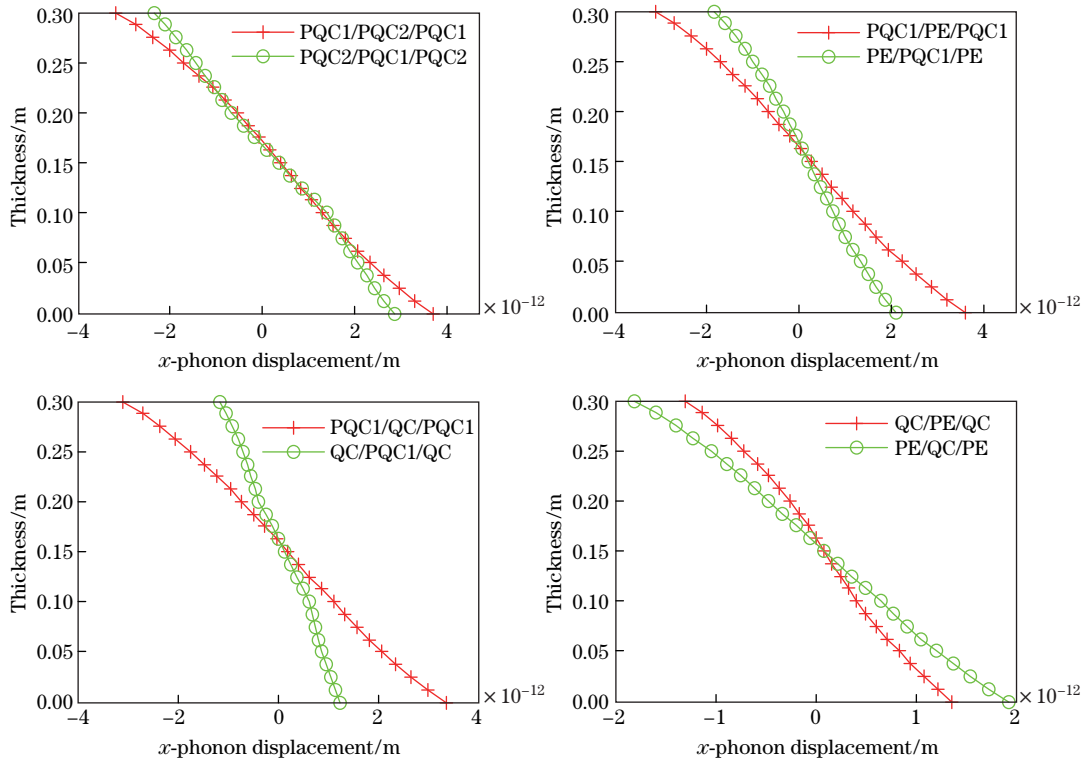 0.30
0.25
0.20
0.15
0.10
0.05
0.00
Thickness/m
PQC1/PQC2/PQC1
PQC2/PQC1/PQC2
×10−12
−4 −2 0 2 4
x-phonon displacement/m
0.30
0.25
0.20
0.15
0.10
0.05
0.00
Thickness/m
PQC1/PE/PQC1
PE/PQC1/PE
×10−12
−4 −2 0 2 4
x-phonon displacement/m
0.30
0.25
0.20
0.15
0.10
0.05
0.00
Thickness/m
PQC1/QC/PQC1
QC/PQC1/QC
×10−12
−4 −2 0 2 4
x-phonon displacement/m
0.30
0.25
0.20
0.15
0.10
0.05
0.00
Thickness/m
QC/PE/QC
PE/QC/PE
×10−12
−2 −1 0 1 2
x-phonon displacement/m